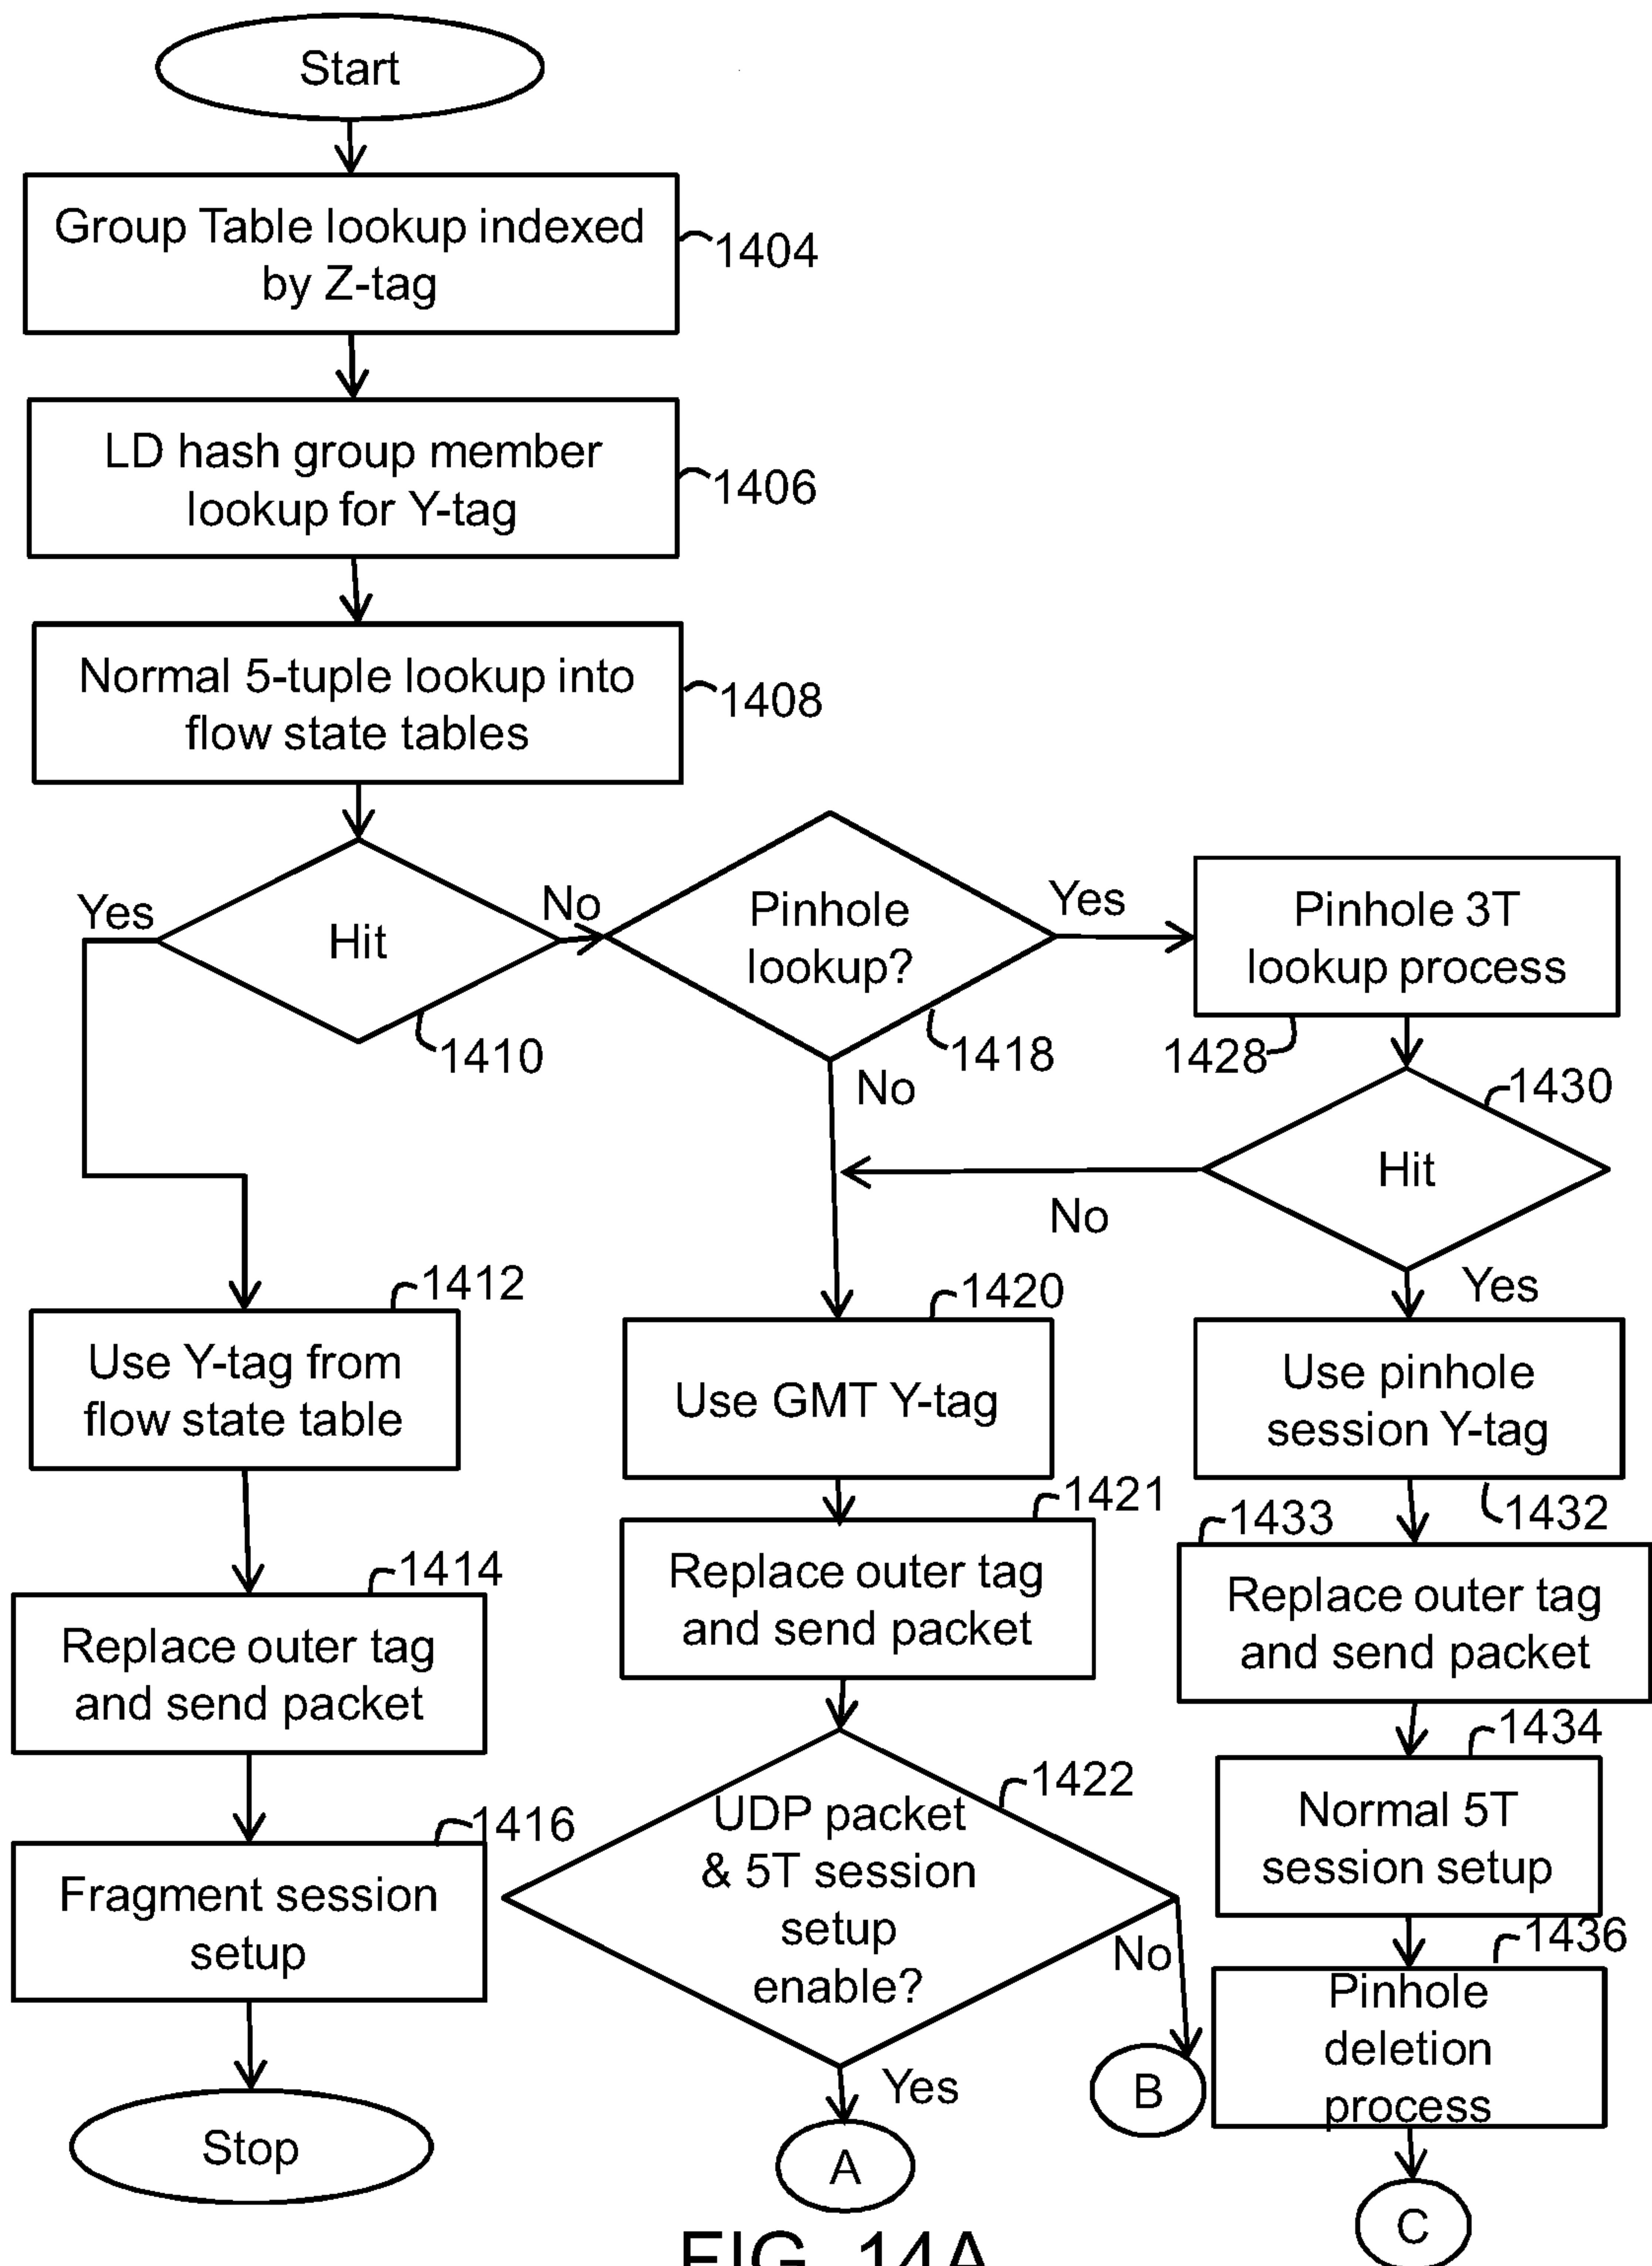 Start
Group Table lookup indexed
by Z-tag
1404
LD hash group member
lookup for Y-tag
1406
Normal 5-tuple lookup into
flow state tables
1408
Yes
Hit
No
1410
Pinhole
lookup?
Yes
1418
No
Pinhole 3T
lookup process
1428
1430
Hit
No
Yes
1412
Use Y-tag from
flow state table
1420
Use GMT Y-tag
Use pinhole
session Y-tag
1432
1414
Replace outer tag
and send packet
1421
Replace outer tag
and send packet
1433
Replace outer tag
and send packet
1416
Fragment session
setup
1422
UDP packet
& 5T session
setup
enable?
No
Yes
1434
Normal 5T
session setup
1436
Pinhole
deletion
process
Stop
A
B
C
FIG. 14A